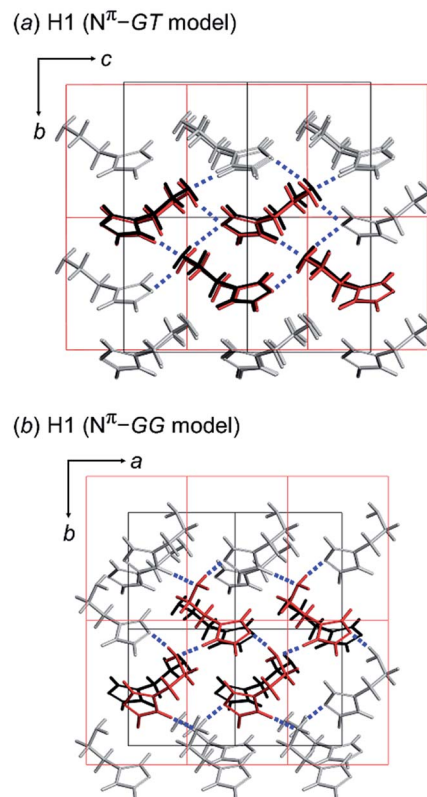 (a) H1 (Nπ–GT model)
c
b
(b) H1 (Nπ–GG model)
a
b